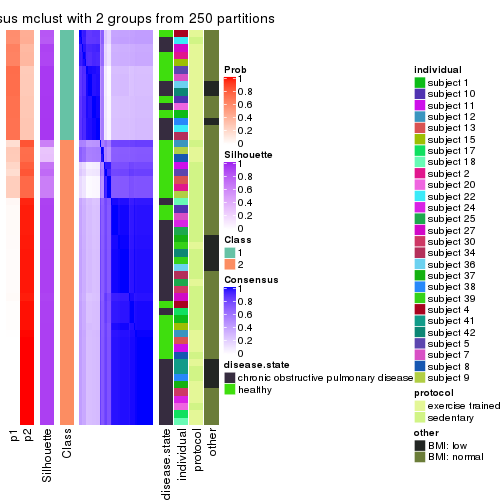 sus mclust with 2 groups from 250 partitions
p1
p2
Silhouette
Class
disease.state
individual
protocol
other
Prob
1
0.8
0.6
0.4
0.2
0
Silhouette
1
0.8
0.6
0.4
0.2
0
Class
1
2
Consensus
1
0.8
0.6
0.4
0.2
0
disease.state
chronic obstructive pulmonary disease
healthy
individual
subject 1
subject 10
subject 11
subject 12
subject 13
subject 15
subject 17
subject 18
subject 2
subject 20
subject 22
subject 24
subject 25
subject 27
subject 30
subject 34
subject 36
subject 37
subject 38
subject 39
subject 4
subject 41
subject 42
subject 5
subject 7
subject 8
subject 9
protocol
exercise trained
sedentary
other
BMI: low
BMI: normal